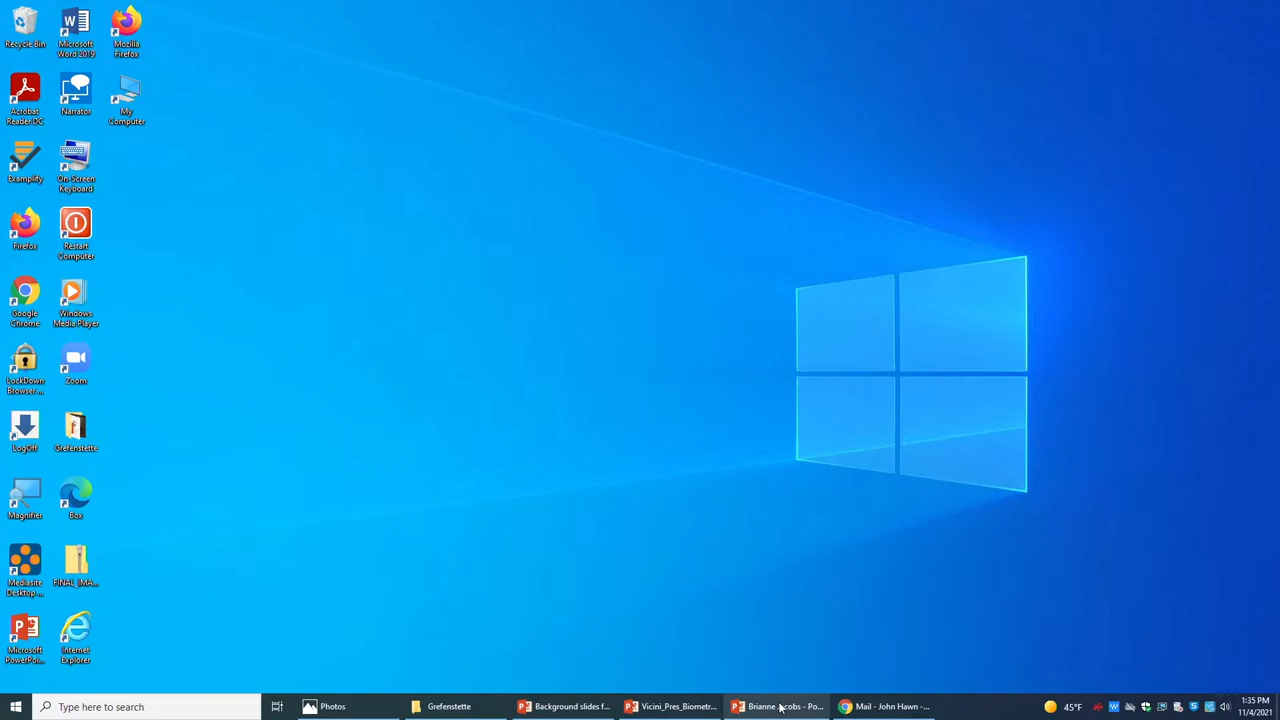 Recycle Bin
Microsoft
Word 2019
Mozilla
Firefox
Acrobat
Reader DC
Narrator
My
Computer
Examplify
On-Screen
Keyboard
Firefox
Restart
Computer
Google
Chrome
Windows
Media Player
LockDown
Browser ...
Zoom
LogOff
Grefenstette
Magnifier
Box
Mediasite
Desktop ...
FINAL_IMA...
Microsoft
PowerPoi...
Internet
Explorer
Type here to search
Photos
Grefenstette
Background slides f...
Vicini_Pres_Biometr...
Brianne Jacobs - Po...
Mail - John Hawn - ...
45°F
1:35 PM
11/4/2021